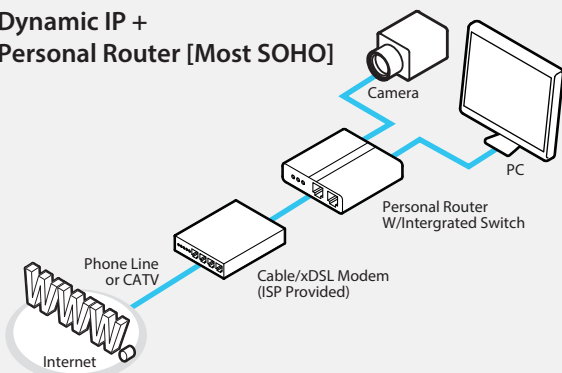 Dynamic IP +
Personal Router [Most SOHO]
Camera
PC
Personal Router
W/Intergrated Switch
Phone Line
or CATV
Cable/xDSL Modem
(ISP Provided)
WWW.
Internet